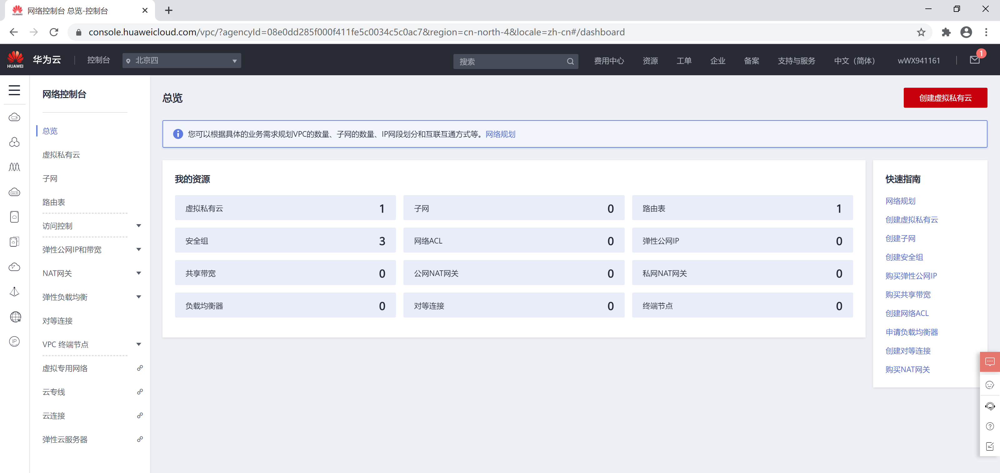 网络控制台 总览-控制台
console.huaweicloud.com/vpc/?agencyId=08e0dd285f000f411fe5c0034c5c0ac7&region=cn-north-4&locale=zh-cn#/dashboard
HUAWEI
华为云
控制台
北京四
搜索
费用中心
资源
工单
企业
备案
支持与服务
中文（简体）
wWX941161
1
网络控制台
总览
虚拟私有云
子网
路由表
访问控制
弹性公网IP和带宽
NAT网关
弹性负载均衡
对等连接
VPC 终端节点
虚拟专用网络
云专线
云连接
弹性云服务器
总览
创建虚拟私有云
您可以根据具体的业务需求规划VPC的数量、子网的数量、IP网段划分和互联互通方式等。网络规划
我的资源
虚拟私有云 1
子网 0
路由表 1
安全组 3
网络ACL 0
弹性公网IP 0
共享带宽 0
公网NAT网关 0
私网NAT网关 0
负载均衡器 0
对等连接 0
终端节点 0
快速指南
网络规划
创建虚拟私有云
创建子网
创建安全组
购买弹性公网IP
购买共享带宽
创建网络ACL
申请负载均衡器
创建对等连接
购买NAT网关
W
IP